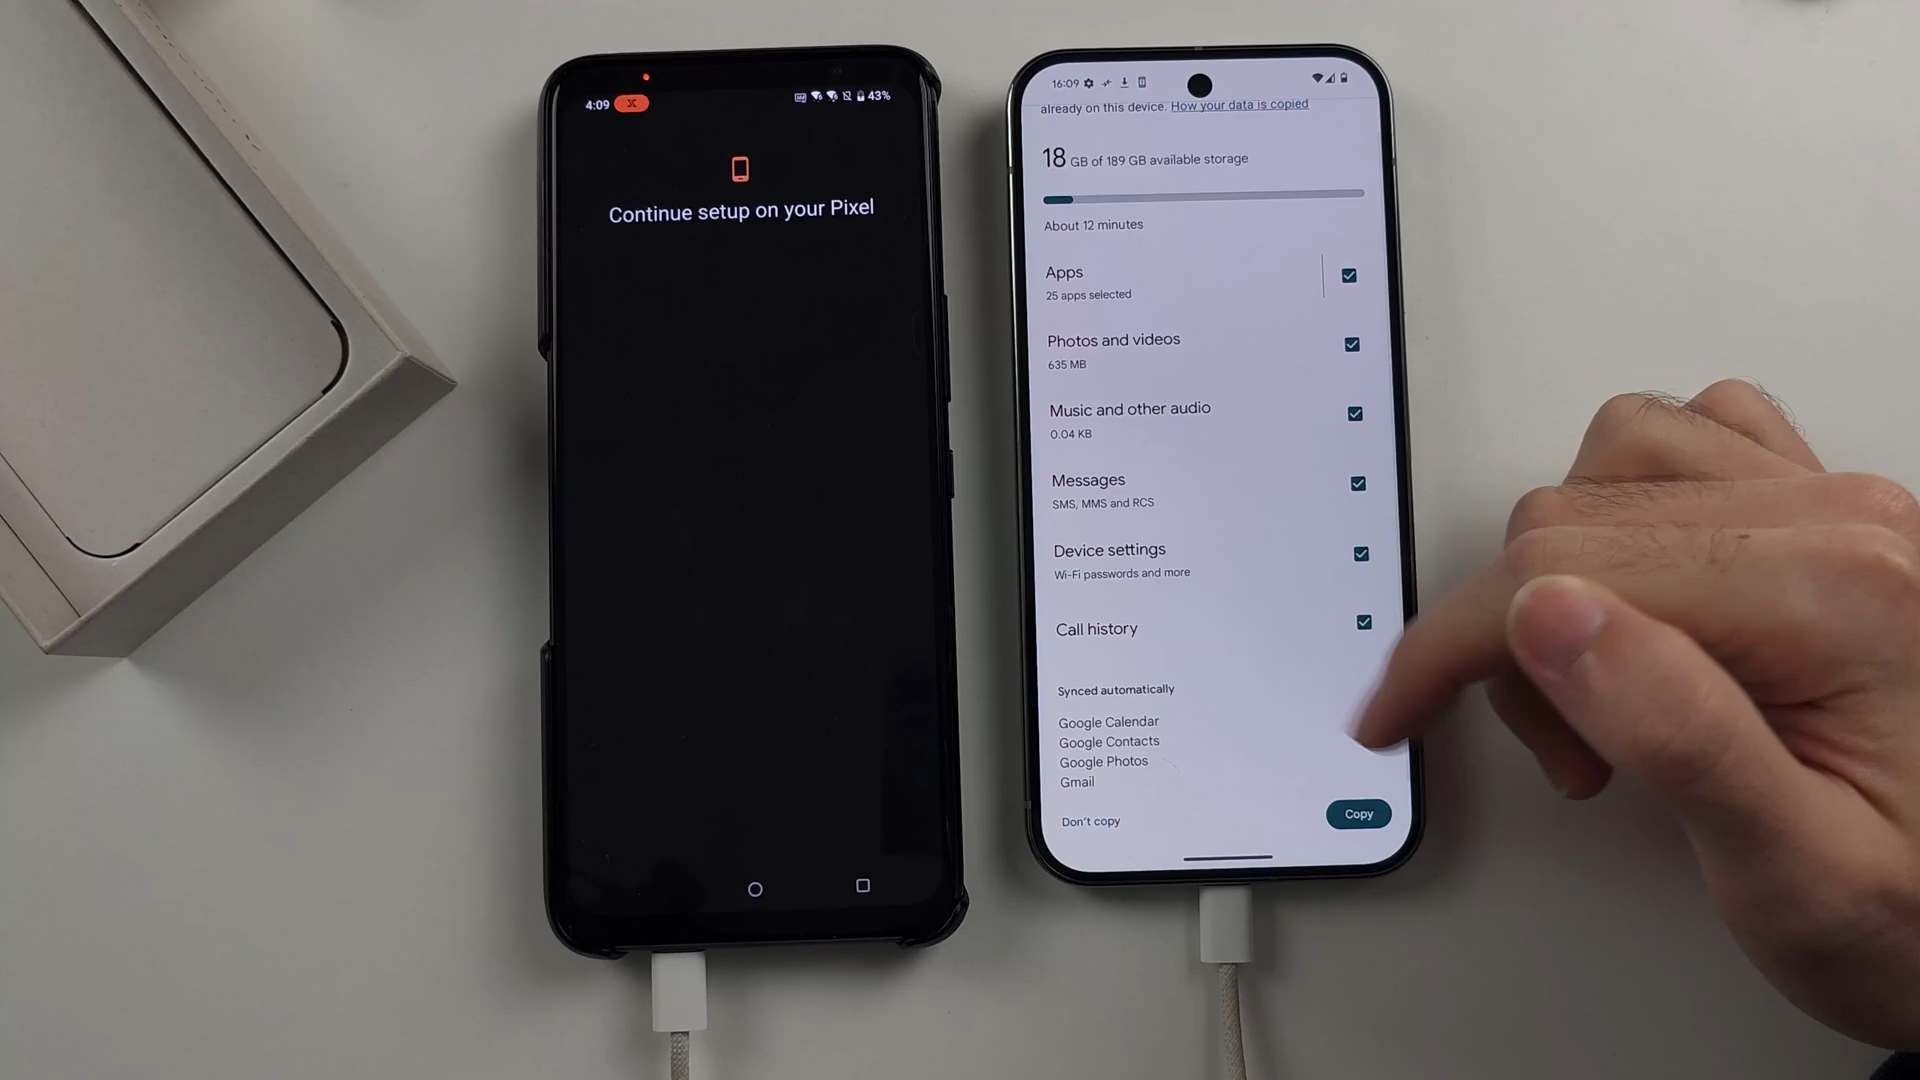 4:09
43%
Continue setup on your Pixel
16:09
already on this device. How your data is copied
18 GB of 189 GB available storage
About 12 minutes
Apps
25 apps selected
Photos and videos
635 MB
Music and other audio
0.04 KB
Messages
SMS, MMS and RCS
Device settings
Wi-Fi passwords and more
Call history
Synced automatically
Google Calendar
Google Contacts
Google Photos
Gmail
Don't copy
Copy